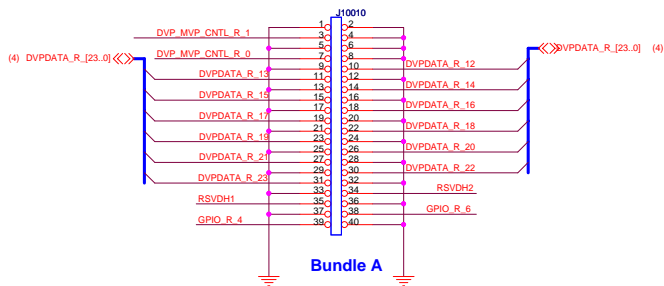 J10010
1 2
DVP_MVP_CNTL_R_1 3 4
5 6
(4) DVPDATA_R_[23..0] DVP_MVP_CNTL_R_0 7 8 DVPDATA_R_[23..0] (4)
9 10 DVPDATA_R_12
DVPDATA_R_13 11 12
13 14 DVPDATA_R_14
DVPDATA_R_15 15 16
17 18 DVPDATA_R_16
DVPDATA_R_17 19 20
21 22 DVPDATA_R_18
DVPDATA_R_19 23 24
25 26 DVPDATA_R_20
DVPDATA_R_21 27 28
29 30 DVPDATA_R_22
DVPDATA_R_23 31 32
33 34 RSVDH2
RSVDH1 35 36
37 38 GPIO_R_6
GPIO_R_4 39 40
Bundle A